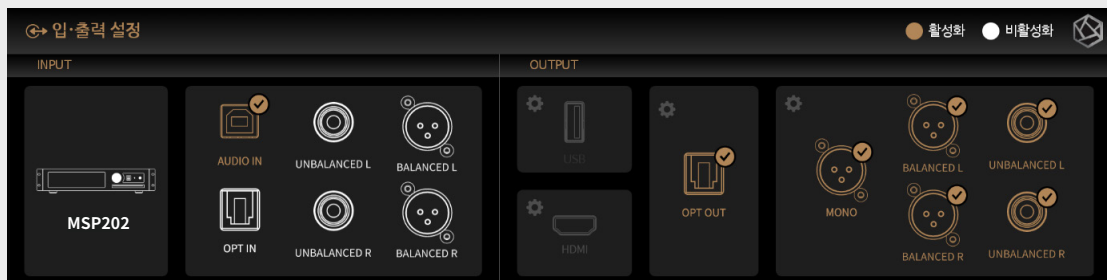 입·출력 설정
활성화
비활성화
INPUT
OUTPUT
MSP202
AUDIO IN
UNBALANCED L
BALANCED L
OPT IN
UNBALANCED R
BALANCED R
USB
HDMI
OPT OUT
MONO
BALANCED L
UNBALANCED L
BALANCED R
UNBALANCED R